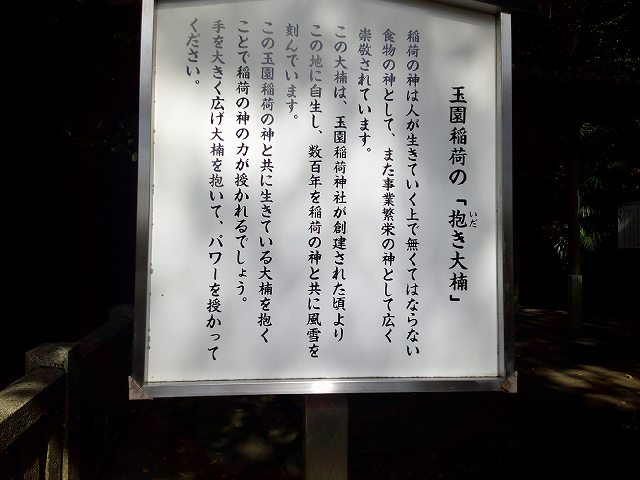 玉園稲荷の「抱き大楠」
いだ
稲荷の神は人が生きていく上で無くてはならない
食物の神として、また事業繁栄の神として広く
崇敬されています。
この大楠は、玉園稲荷神社が創建された頃より
この地に自生し、数百年を稲荷の神と共に風雪を
刻んでいます。
この玉園稲荷の神と共に生きている大楠を抱く
ことで稲荷の神の力が授かれるでしょう。
手を大きく広げ大楠を抱いて、パワーを授かって
ください。